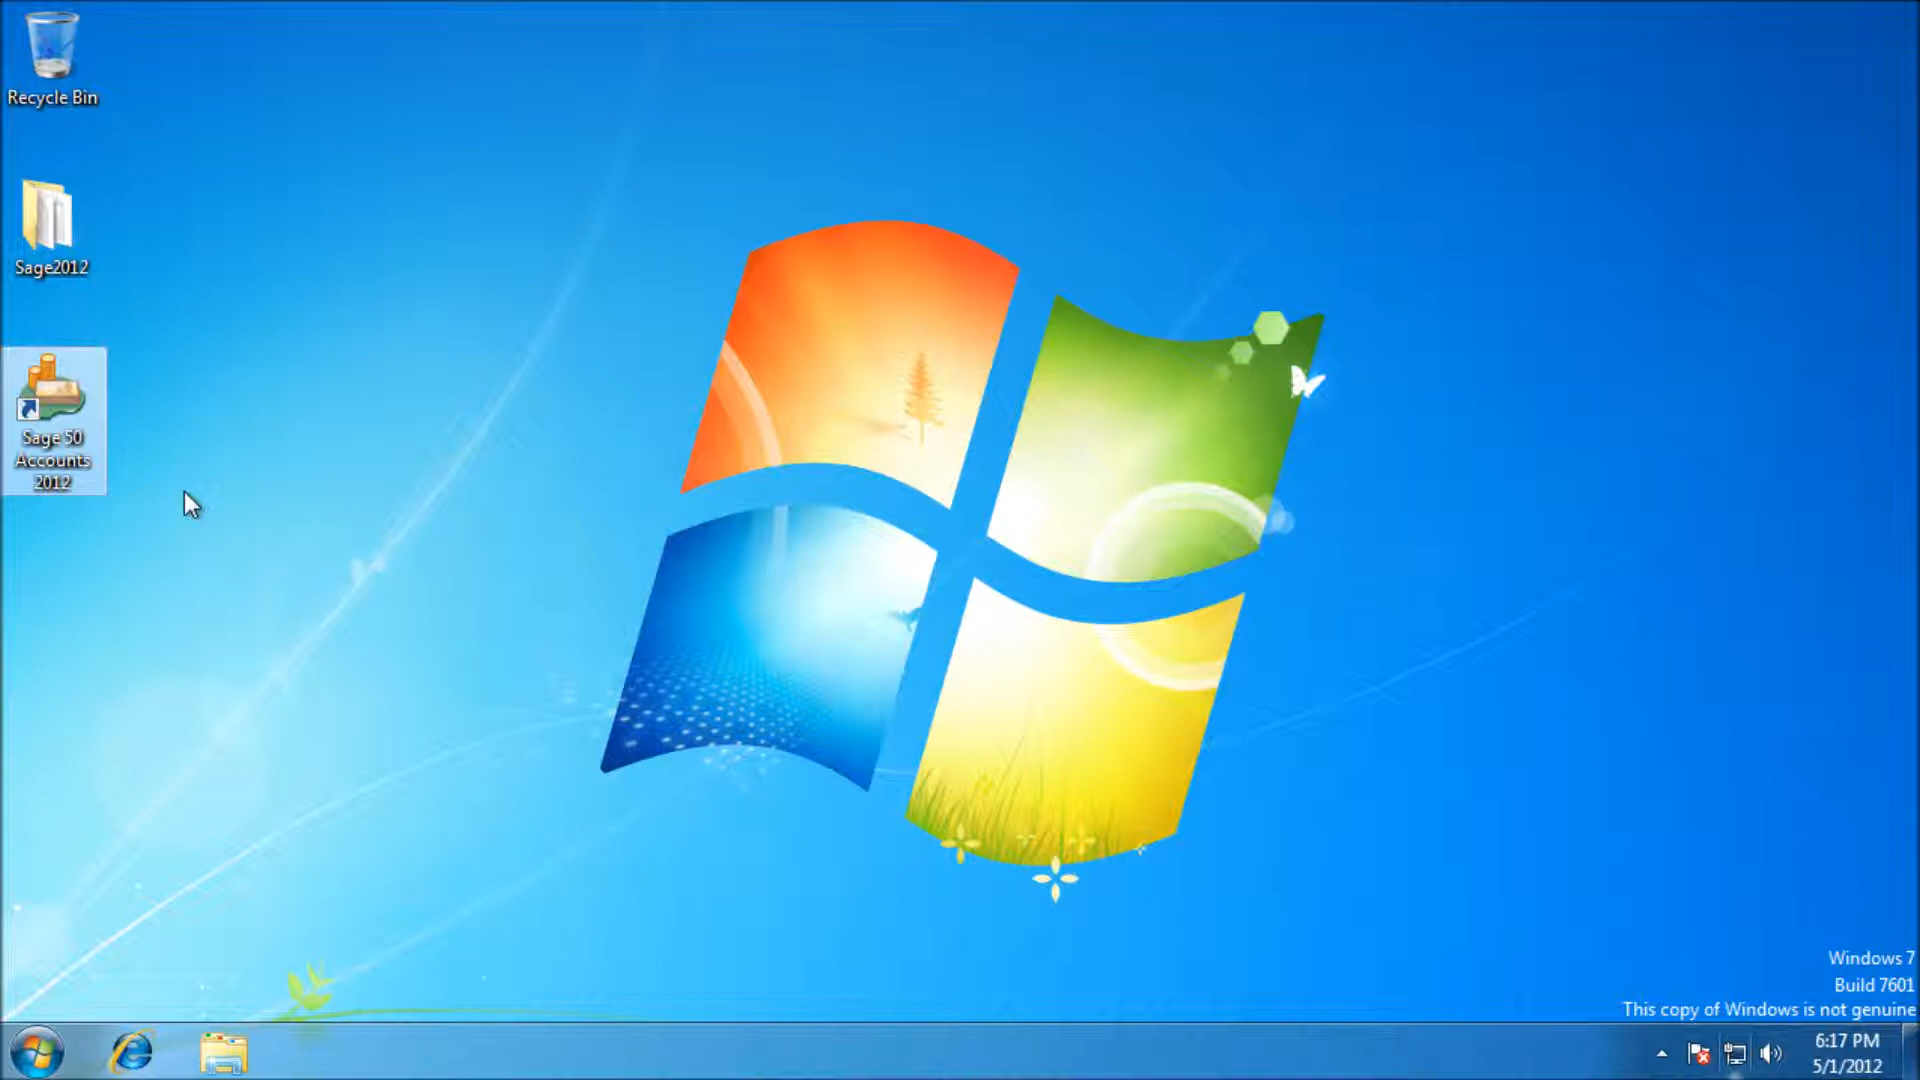 Recycle Bin
Sage2012
Sage 50
Accounts
2012
Windows 7
Build 7601
This copy of Windows is not genuine
6:17 PM
5/1/2012